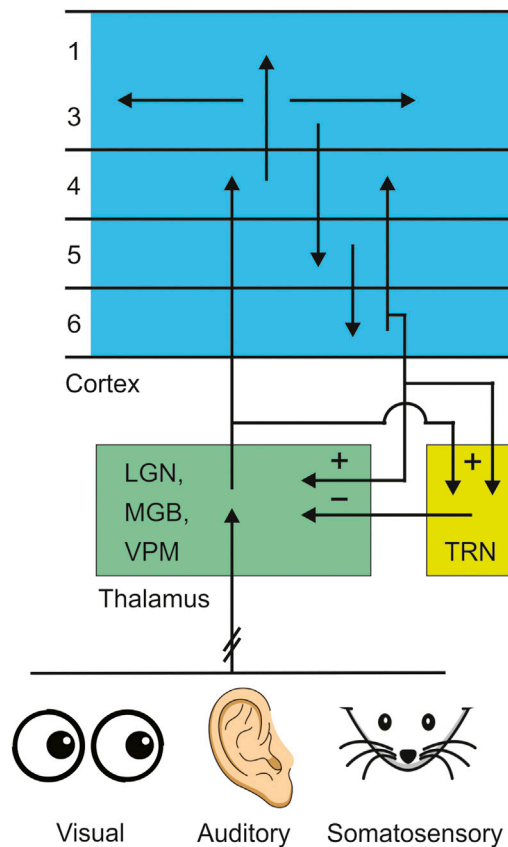 1
3
4
5
6
Cortex
LGN,
MGB,
VPM
+
−
+
TRN
Thalamus
Visual Auditory Somatosensory